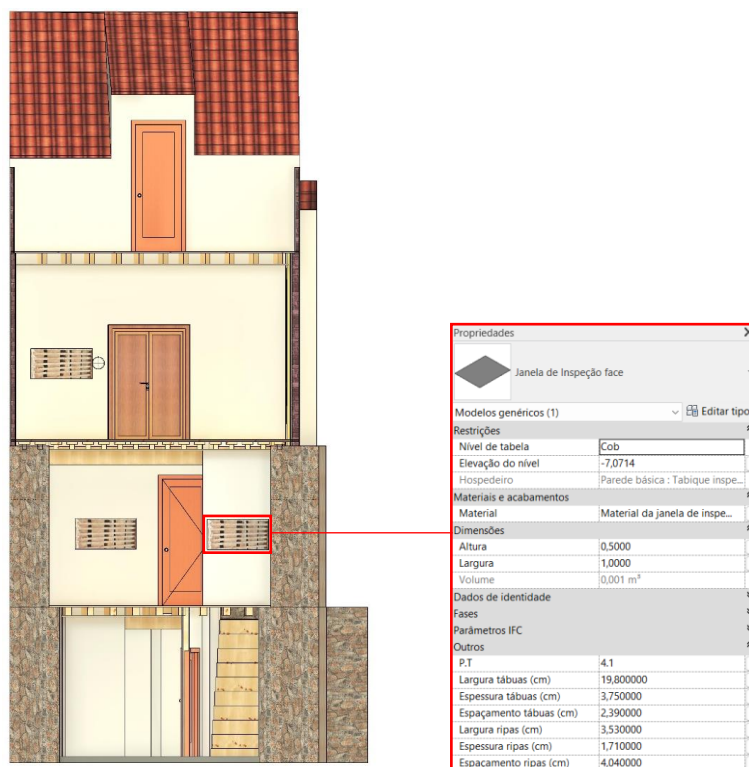 Propriedades
Janela de Inspeção face
Modelos genéricos (1) Editar tipo
Restrições
Nível de tabela Cob
Elevação do nível -7,0714
Hospedeiro Parede básica : Tabique inspe...
Materiais e acabamentos
Material Material da janela de inspe...
Dimensões
Altura 0,5000
Largura 1,0000
Volume 0,001 m³
Dados de identidade
Fases
Parâmetros IFC
Outros
P.T 4.1
Largura tábuas (cm) 19,800000
Espessura tábuas (cm) 3,750000
Espaçamento tábuas (cm) 2,390000
Largura ripas (cm) 3,530000
Espessura ripas (cm) 1,710000
Espaçamento ripas (cm) 4,040000